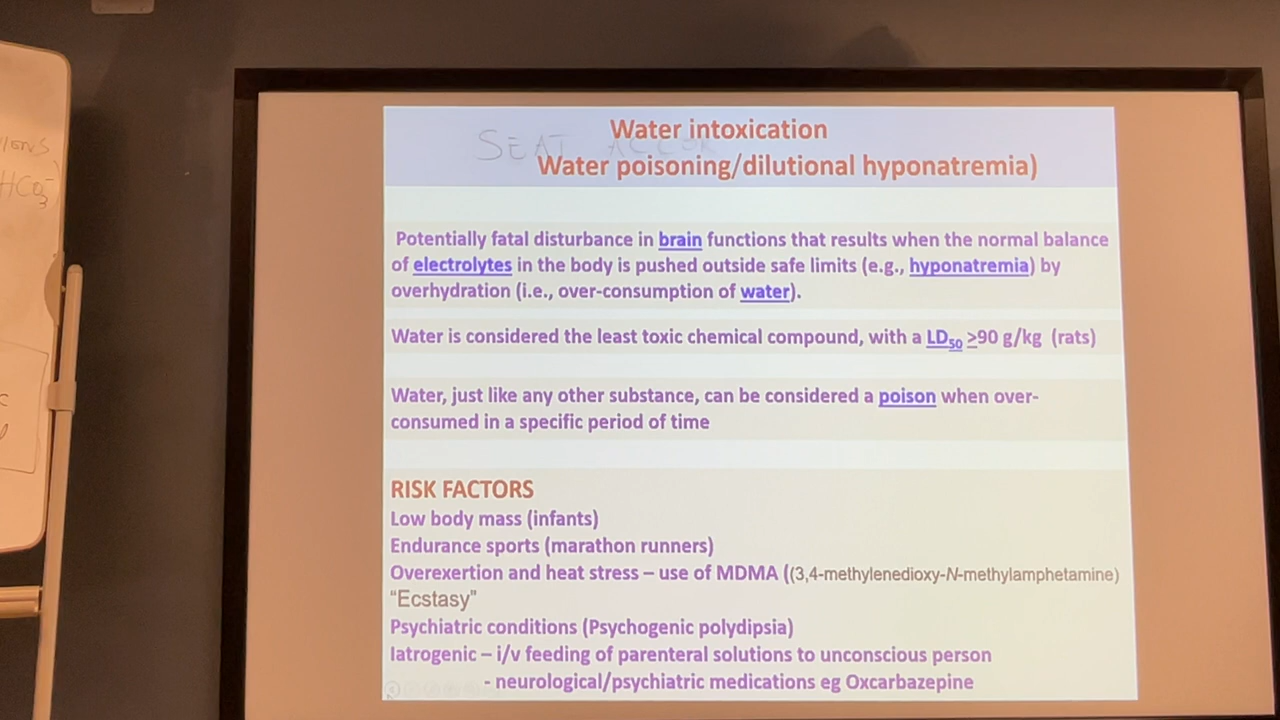 IONS
HCO₃⁻)
SEAT ACCOR
Water intoxication
Water poisoning/dilutional hyponatremia)
Potentially fatal disturbance in brain functions that results when the normal balance
of electrolytes in the body is pushed outside safe limits (e.g., hyponatremia) by
overhydration (i.e., over-consumption of water).
Water is considered the least toxic chemical compound, with a LD₅₀ ≥90 g/kg (rats)
Water, just like any other substance, can be considered a poison when over-
consumed in a specific period of time
RISK FACTORS
Low body mass (infants)
Endurance sports (marathon runners)
Overexertion and heat stress – use of MDMA ((3,4-methylenedioxy-N-methylamphetamine)
“Ecstasy”
Psychiatric conditions (Psychogenic polydipsia)
Iatrogenic – i/v feeding of parenteral solutions to unconscious person
- neurological/psychiatric medications eg Oxcarbazepine